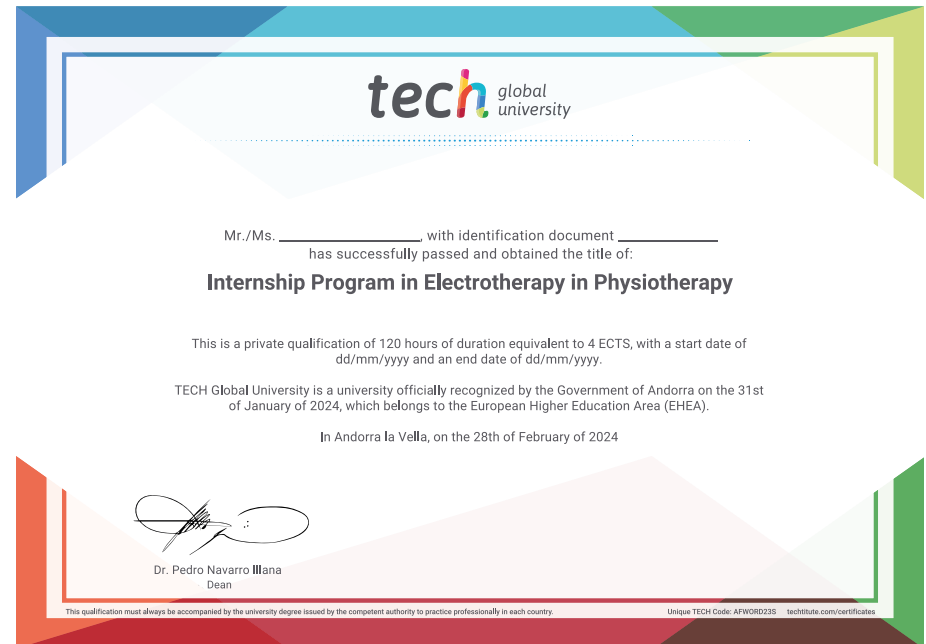 tech global university
Mr./Ms. ____________________, with identification document ______________
has successfully passed and obtained the title of:
Internship Program in Electrotherapy in Physiotherapy
This is a private qualification of 120 hours of duration equivalent to 4 ECTS, with a start date of
dd/mm/yyyy and an end date of dd/mm/yyyy.
TECH Global University is a university officially recognized by the Government of Andorra on the 31st
of January of 2024, which belongs to the European Higher Education Area (EHEA).
In Andorra la Vella, on the 28th of February of 2024
Dr. Pedro Navarro Illana
Dean
This qualification must always be accompanied by the university degree issued by the competent authority to practice professionally in each country. Unique TECH Code: AFWORD23S techtitute.com/certificates